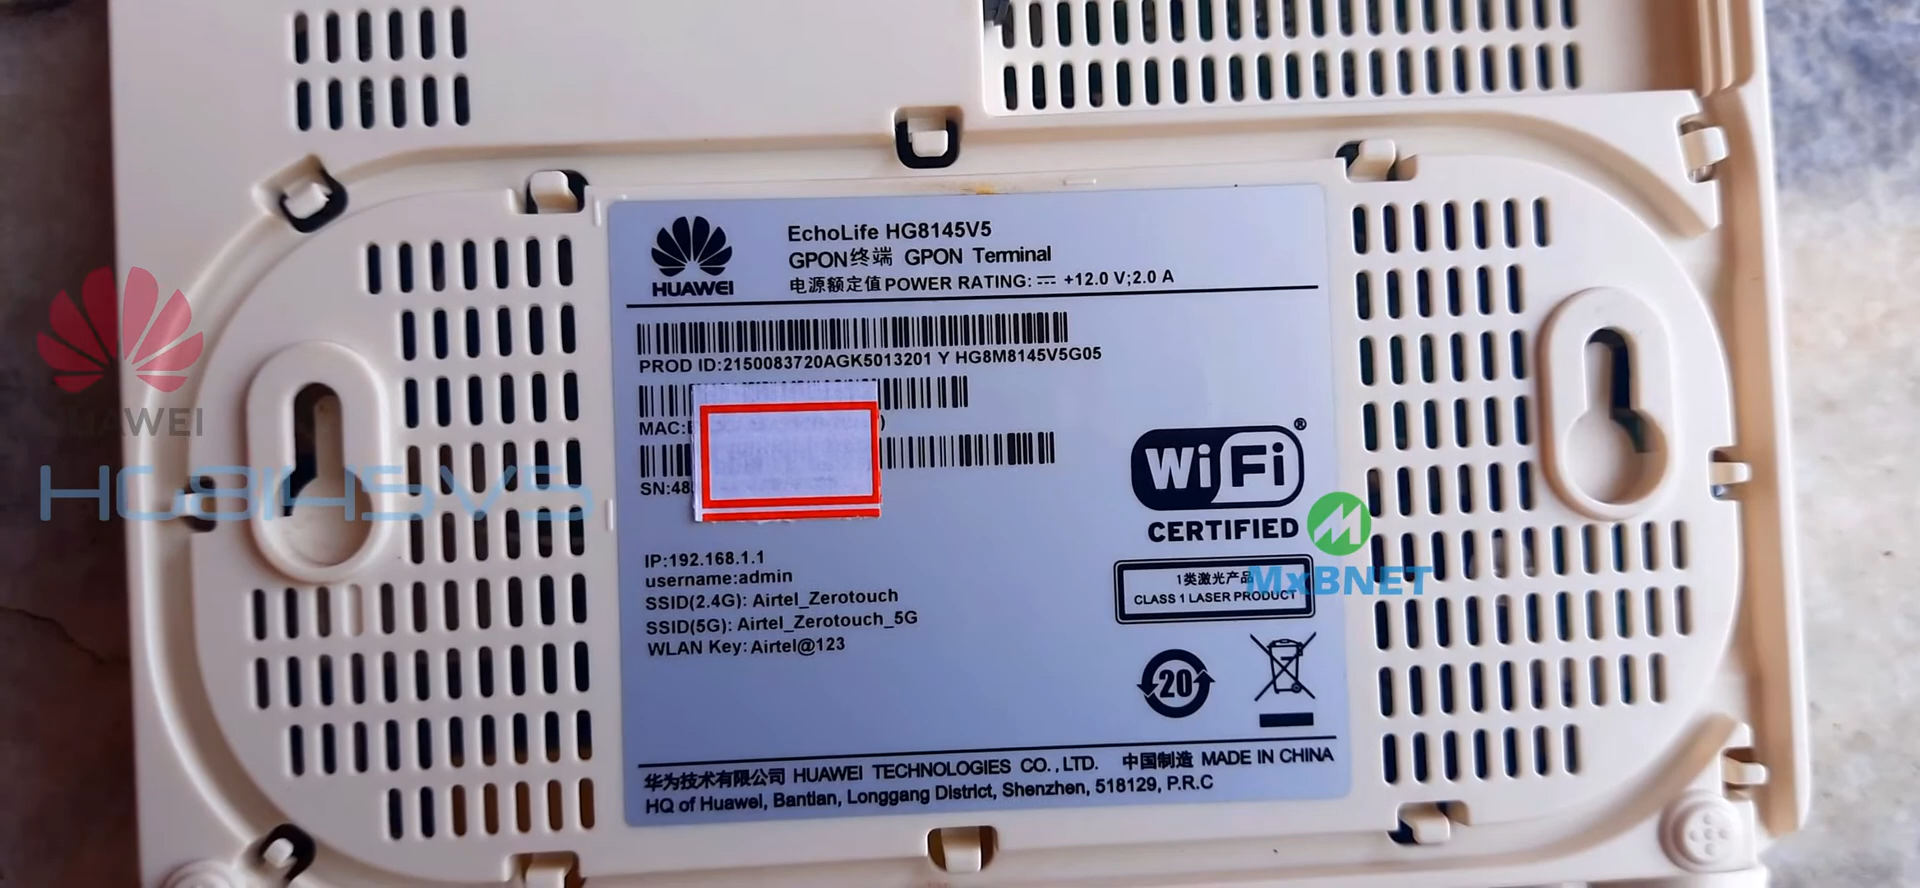 EchoLife HG8145V5
GPON终端 GPON Terminal
电源额定值 POWER RATING: ⎓ +12.0 V;2.0 A
HUAWEI
PROD ID:2150083720AGK5013201 Y HG8M8145V5G05
MAC:
SN:48
IP:192.168.1.1
username:admin
SSID(2.4G): Airtel_Zerotouch
SSID(5G): Airtel_Zerotouch_5G
WLAN Key: Airtel@123
WiFi®
CERTIFIED
1类激光产品
CLASS 1 LASER PRODUCT
20
华为技术有限公司 HUAWEI TECHNOLOGIES CO.,LTD. 中国制造 MADE IN CHINA
HQ of Huawei, Bantian, Longgang District, Shenzhen, 518129, P.R.C
HUAWEI
HG8145V5
MxBNET